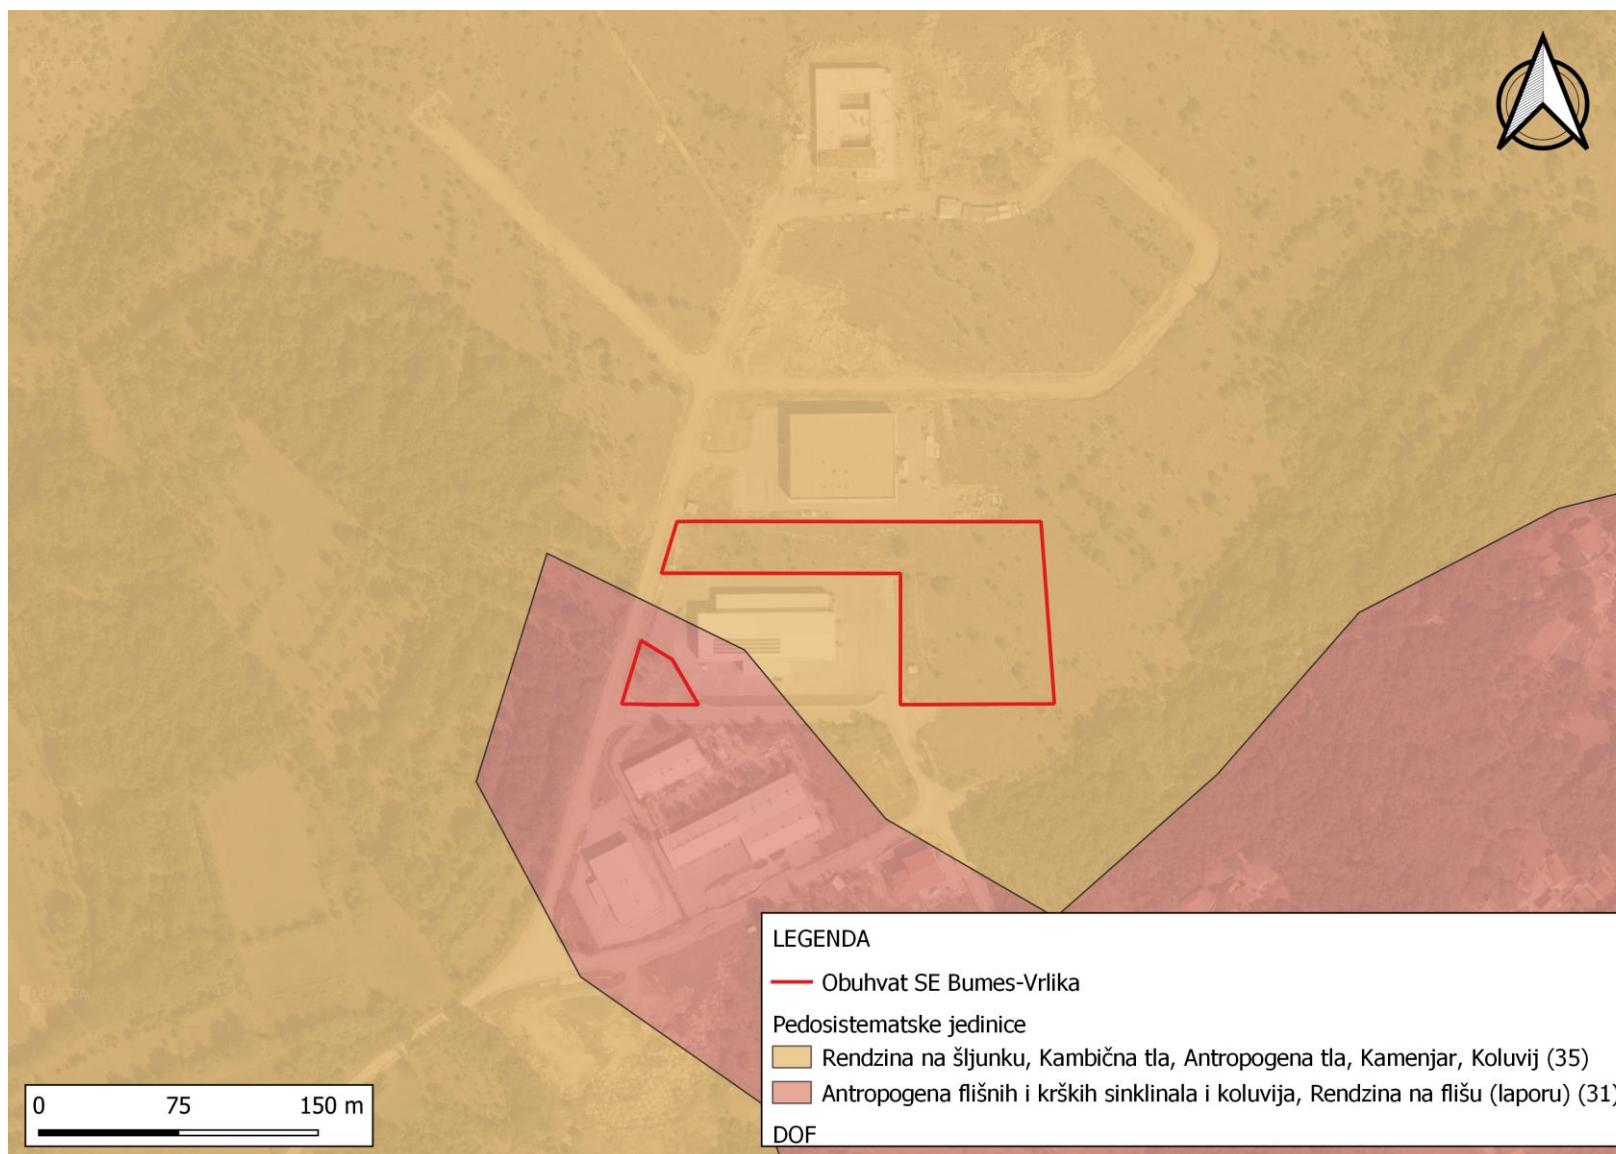 LEGENDA
Obuhvat SE Bumes-Vrlika
Pedosistematske jedinice
Rendzina na šljunku, Kambična tla, Antropogena tla, Kamenjar, Koluvij (35)
Antropogena flišnih i krških sinklinala i koluvija, Rendzina na flišu (laporu) (31)
DOF
0 75 150 m